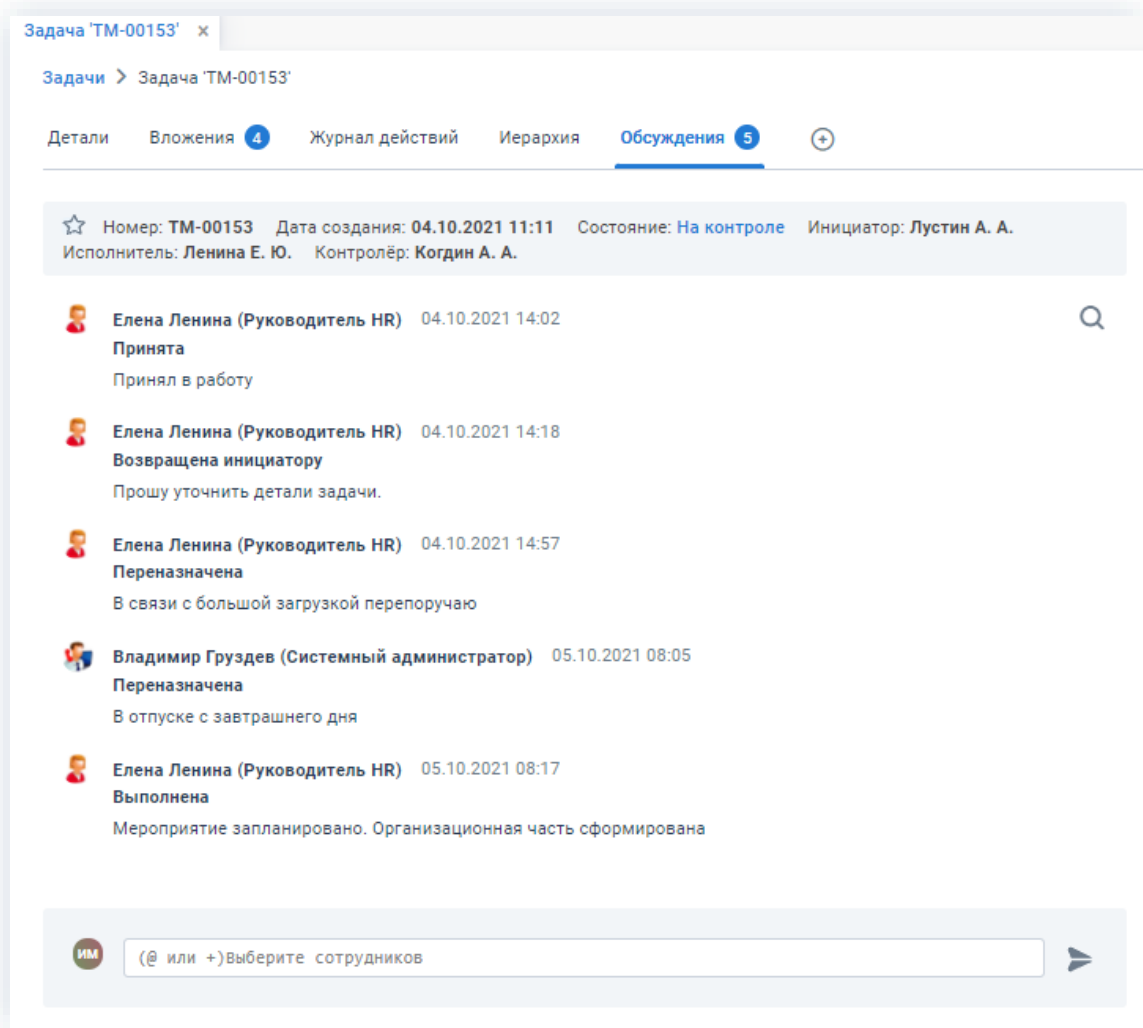 Задача 'ТМ-00153' ×
Задачи > Задача 'ТМ-00153'
Детали Вложения 4 Журнал действий Иерархия Обсуждения 5
Номер: ТМ-00153 Дата создания: 04.10.2021 11:11 Состояние: На контроле Инициатор: Лустин А. А.
Исполнитель: Ленина Е. Ю. Контролёр: Когдин А. А.
Елена Ленина (Руководитель HR) 04.10.2021 14:02
Принята
Принял в работу
Елена Ленина (Руководитель HR) 04.10.2021 14:18
Возвращена инициатору
Прошу уточнить детали задачи.
Елена Ленина (Руководитель HR) 04.10.2021 14:57
Переназначена
В связи с большой загрузкой перепоручаю
Владимир Груздев (Системный администратор) 05.10.2021 08:05
Переназначена
В отпуске с завтрашнего дня
Елена Ленина (Руководитель HR) 05.10.2021 08:17
Выполнена
Мероприятие запланировано. Организационная часть сформирована
ИМ (@ или +)Выберите сотрудников